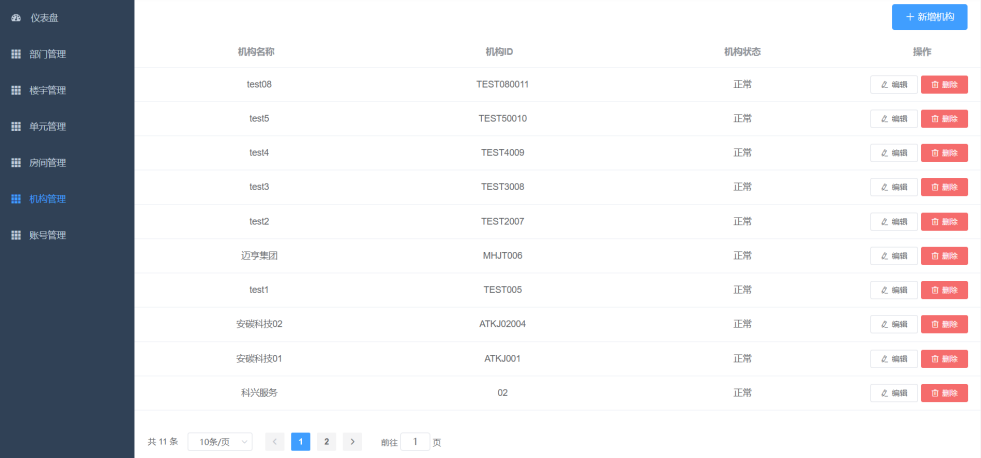 仪表盘
部门管理
楼宇管理
单元管理
房间管理
机构管理
账号管理
新增机构
机构名称 机构ID 机构状态 操作
test08 TEST080011 正常 编辑 删除
test5 TEST50010 正常 编辑 删除
test4 TEST4009 正常 编辑 删除
test3 TEST3008 正常 编辑 删除
test2 TEST2007 正常 编辑 删除
迈亨集团 MHJT006 正常 编辑 删除
test1 TEST005 正常 编辑 删除
安碳科技02 ATKJ02004 正常 编辑 删除
安碳科技01 ATKJ001 正常 编辑 删除
科兴服务 02 正常 编辑 删除
共 11 条 10条/页 1 2 前往 1 页